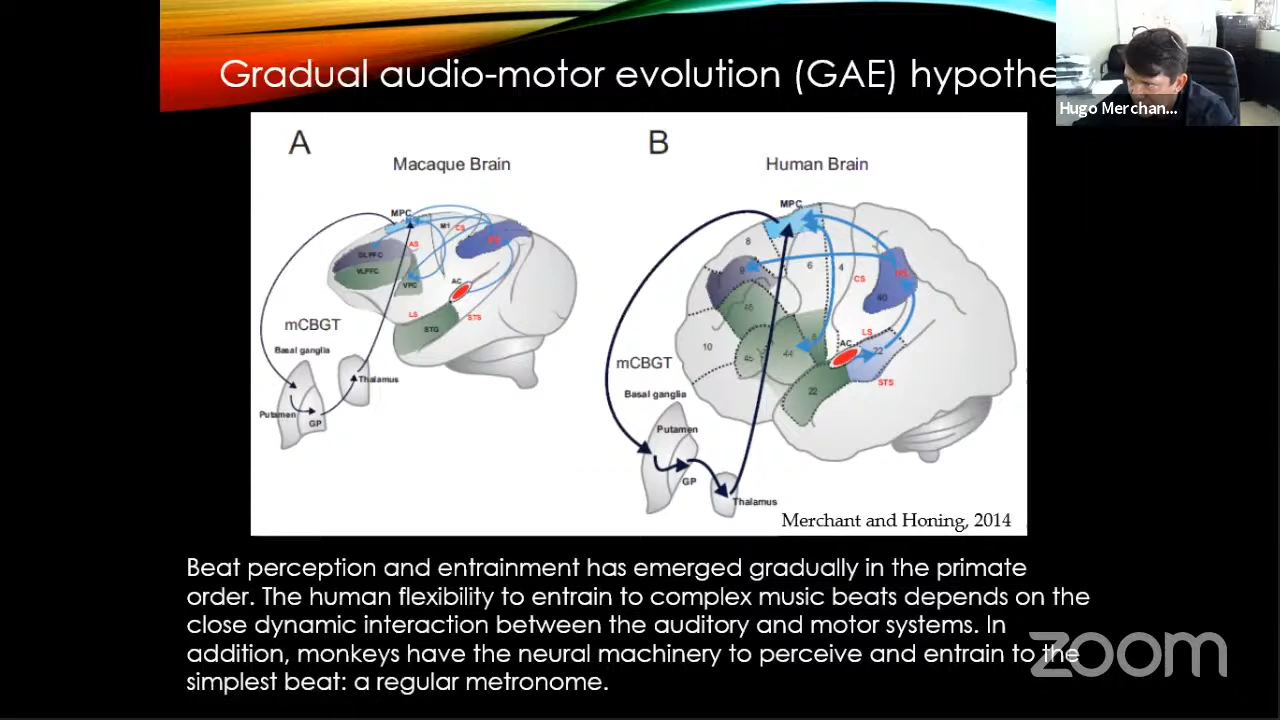 Gradual audio-motor evolution (GAE) hypothe
Hugo Merchan...
A
Macaque Brain
MPC
M1
CS
AS
DLPFC
VLPFC
VPC
AC
LS
STS
STG
mCBGT
Basal ganglia
Thalamus
Putamen
GP
B
Human Brain
MPC
8
6
4
9
CS
IPS
40
46
10
45
44
6
LS
AC
22
STS
22
mCBGT
Basal ganglia
Putamen
GP
Thalamus
Merchant and Honing, 2014
Beat perception and entrainment has emerged gradually in the primate
order. The human flexibility to entrain to complex music beats depends on the
close dynamic interaction between the auditory and motor systems. In
addition, monkeys have the neural machinery to perceive and entrain to the
simplest beat: a regular metronome.
zoom